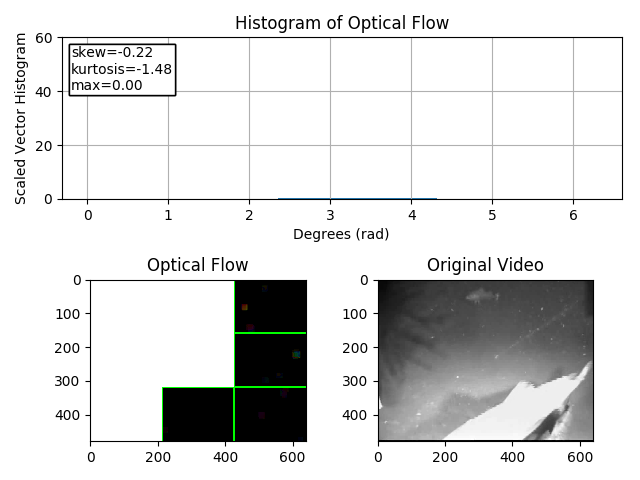 Histogram of Optical Flow
Scaled Vector Histogram
60
40
20
0
skew=-0.22
kurtosis=-1.48
max=0.00
0 1 2 3 4 5 6
Degrees (rad)
Optical Flow
0
100
200
300
400
0 200 400 600
Original Video
0
100
200
300
400
0 200 400 600